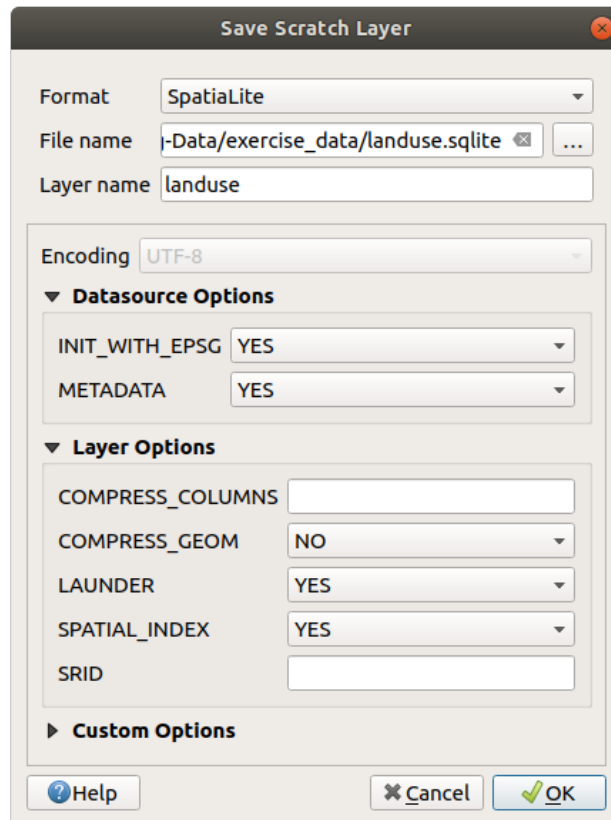 Save Scratch Layer
Format SpatiaLite
File name -Data/exercise_data/landuse.sqlite ...
Layer name landuse
Encoding UTF-8
Datasource Options
INIT_WITH_EPSG YES
METADATA YES
Layer Options
COMPRESS_COLUMNS
COMPRESS_GEOM NO
LAUNDER YES
SPATIAL_INDEX YES
SRID
Custom Options
Help Cancel OK